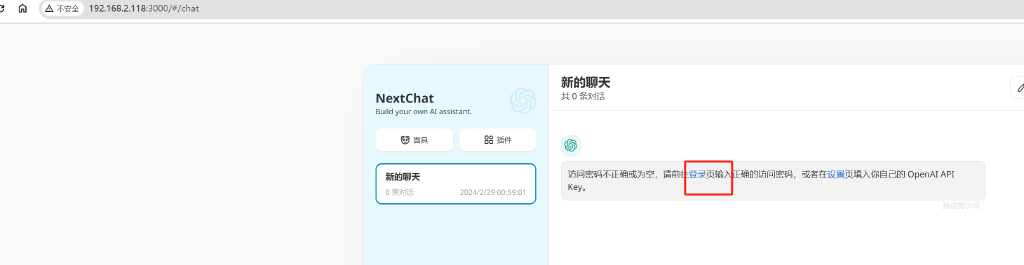 不安全 192.168.2.118:3000/#/chat
NextChat
Build your own AI assistant.
面具
插件
新的聊天
0 条对话 2024/2/29 00:59:01
新的聊天
共 0 条对话
访问密码不正确或为空，请前往登录页输入正确的访问密码，或者在设置页填入你自己的 OpenAI API
Key。